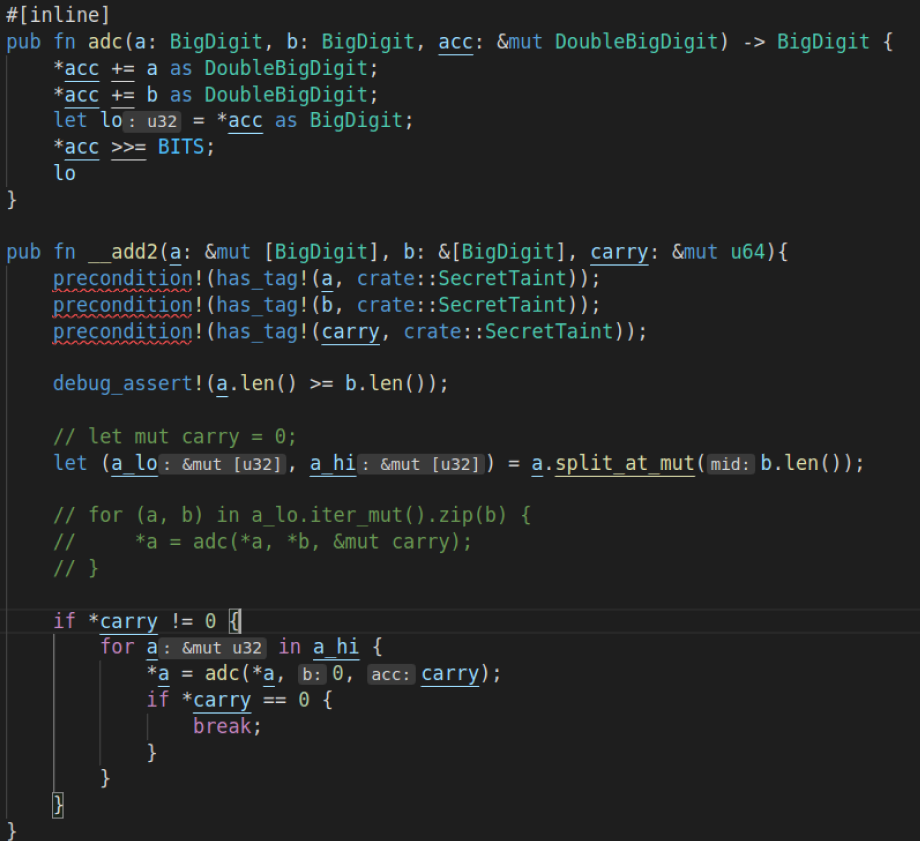 #[inline]
pub fn adc(a: BigDigit, b: BigDigit, acc: &mut DoubleBigDigit) -> BigDigit {
    *acc += a as DoubleBigDigit;
    *acc += b as DoubleBigDigit;
    let lo: u32 = *acc as BigDigit;
    *acc >>= BITS;
    lo
}

pub fn __add2(a: &mut [BigDigit], b: &[BigDigit], carry: &mut u64){
    precondition!(has_tag!(a, crate::SecretTaint));
    precondition!(has_tag!(b, crate::SecretTaint));
    precondition!(has_tag!(carry, crate::SecretTaint));

    debug_assert!(a.len() >= b.len());

    // let mut carry = 0;
    let (a_lo: &mut [u32], a_hi: &mut [u32]) = a.split_at_mut(mid: b.len());

    // for (a, b) in a_lo.iter_mut().zip(b) {
    //     *a = adc(*a, *b, &mut carry);
    // }

    if *carry != 0 {
        for a: &mut u32 in a_hi {
            *a = adc(*a, b: 0, acc: carry);
            if *carry == 0 {
                break;
            }
        }
    }
}